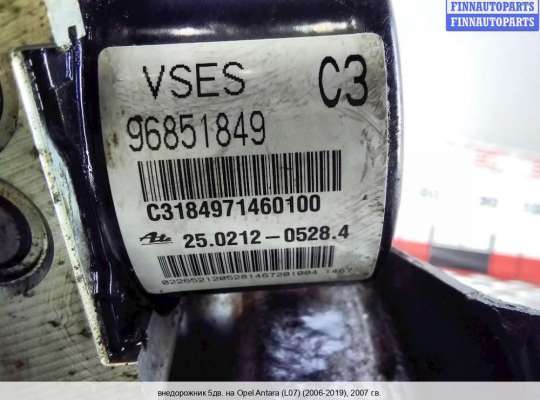 FINNAUTOPARTS
FINNAUTOPARTS
VSES C3
96851849
C3184971460100
Ate 25.0212-0528.4
внедорожник 5дв. на Opel Antara (L07) (2006-2019), 2007 г.в.